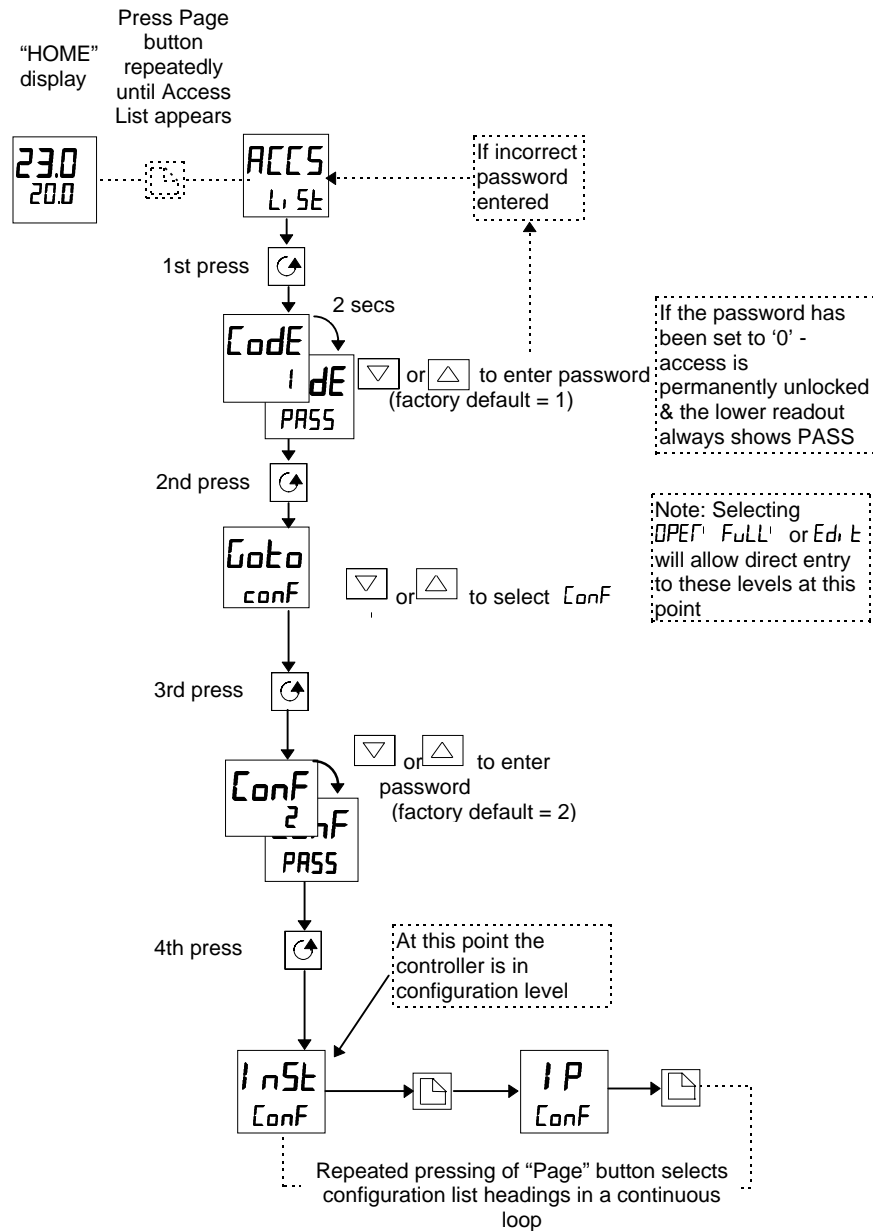 Press Page
button
repeatedly
until Access
List appears
“HOME”
display
23.0
20.0
ACCS
Li St
If incorrect
password
entered
1st press
2 secs
CodE
1
dE
PASS
or to enter password
(factory default = 1)
If the password has
been set to ‘0’ -
access is
permanently unlocked
& the lower readout
always shows PASS
2nd press
Goto
conF
or to select ConF
Note: Selecting
OPEr FuLL or Edi t
will allow direct entry
to these levels at this
point
3rd press
or to enter
password
(factory default = 2)
ConF
2
nF
PASS
4th press
At this point the
controller is in
configuration level
InSt
ConF
IP
ConF
Repeated pressing of “Page” button selects
configuration list headings in a continuous
loop